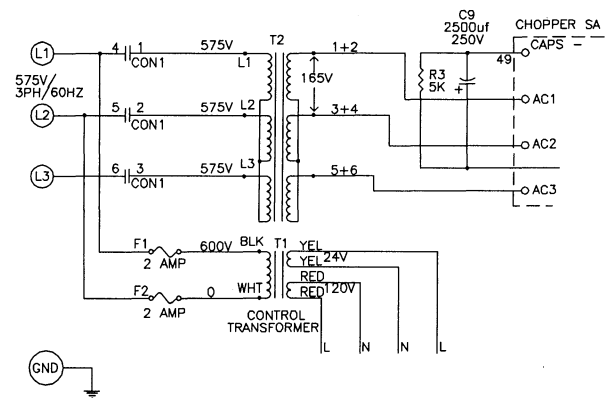 C9
2500uf
250V
CHOPPER SA
T2
L1
4 1
575V
L1
CON1
1+2
CAPS -
49
575V/
3PH/60HZ
165V
R3
5K
+
AC1
L2
5 2
575V
L2
CON1
3+4
AC2
L3
6 3
575V
L3
CON1
5+6
AC3
F1
600V
BLK
T1
YEL
24V
YEL
2 AMP
RED
120V
F2
0
WHT
RED
2 AMP
CONTROL
TRANSFORMER
L N N L
GND